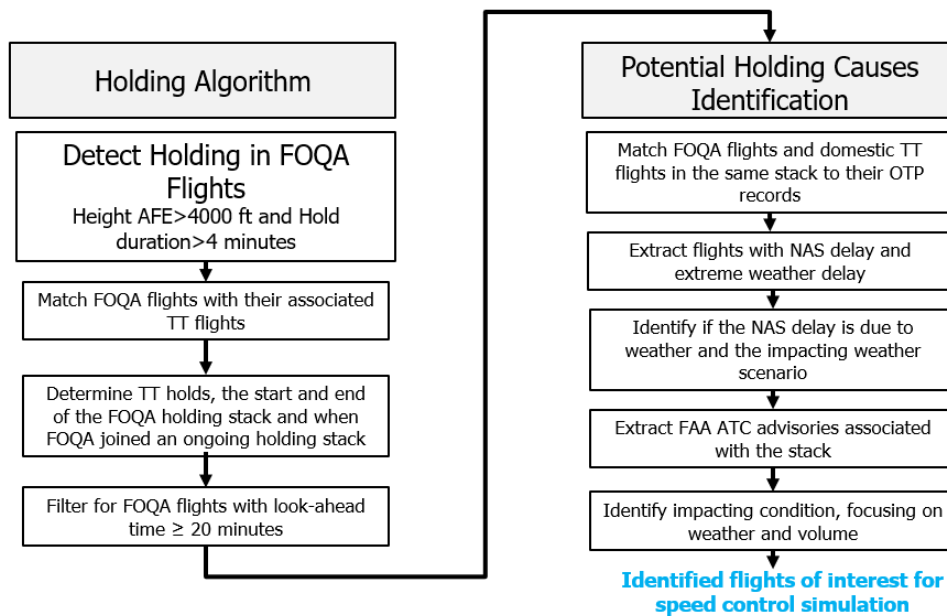 Holding Algorithm
Detect Holding in FOQA
Flights
Height AFE>4000 ft and Hold
duration>4 minutes
Match FOQA flights with their associated
TT flights
Determine TT holds, the start and end
of the FOQA holding stack and when
FOQA joined an ongoing holding stack
Filter for FOQA flights with look-ahead
time ≥ 20 minutes
Potential Holding Causes
Identification
Match FOQA flights and domestic TT
flights in the same stack to their OTP
records
Extract flights with NAS delay and
extreme weather delay
Identify if the NAS delay is due to
weather and the impacting weather
scenario
Extract FAA ATC advisories associated
with the stack
Identify impacting condition, focusing on
weather and volume
Identified flights of interest for
speed control simulation